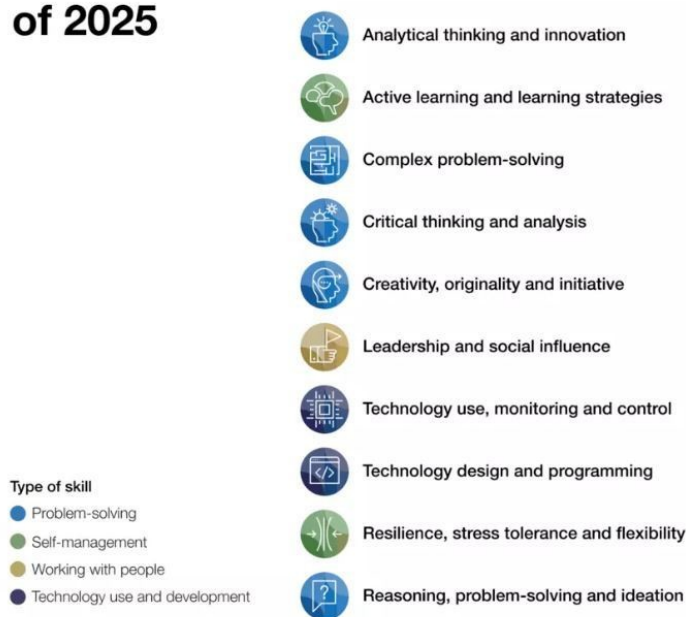 of 2025
Analytical thinking and innovation
Active learning and learning strategies
Complex problem-solving
Critical thinking and analysis
Creativity, originality and initiative
Leadership and social influence
Technology use, monitoring and control
Technology design and programming
Resilience, stress tolerance and flexibility
Reasoning, problem-solving and ideation
Type of skill
Problem-solving
Self-management
Working with people
Technology use and development